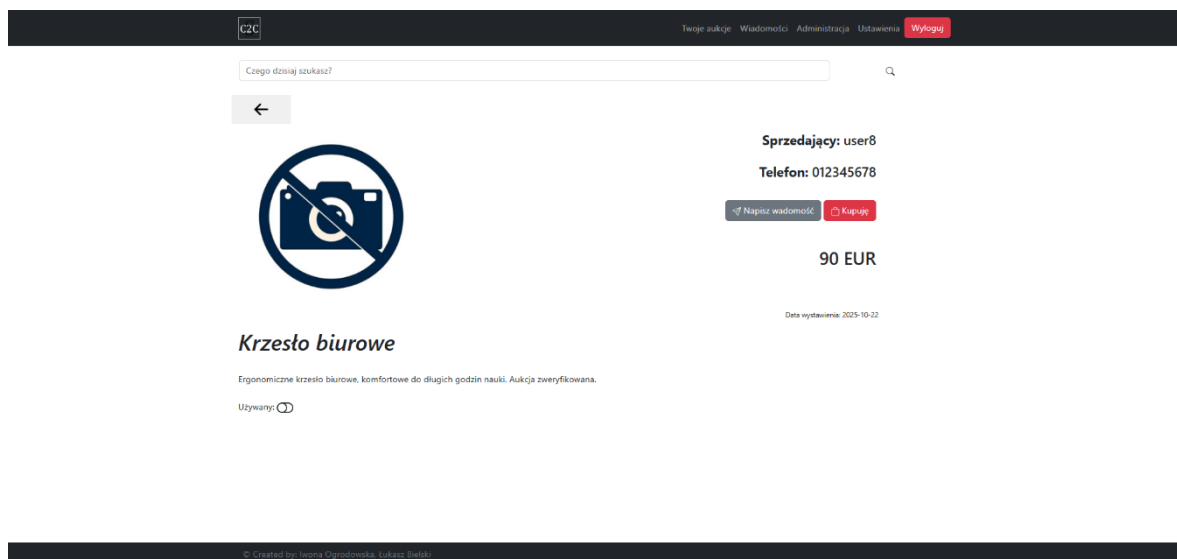 C2C Twoje aukcje Wiadomości Administracja Ustawienia Wyloguj
Czego dzisiaj szukasz?
Sprzedający: user8
Telefon: 012345678
Napisz wadomość Kupuję
90 EUR
Data wystawienia: 2025-10-22
Krzesło biurowe
Ergonomiczne krzesło biurowe, komfortowe do długich godzin nauki. Aukcja zweryfikowana.
Używany:
© Created by: Iwona Ogrodowska, Łukasz Bielski